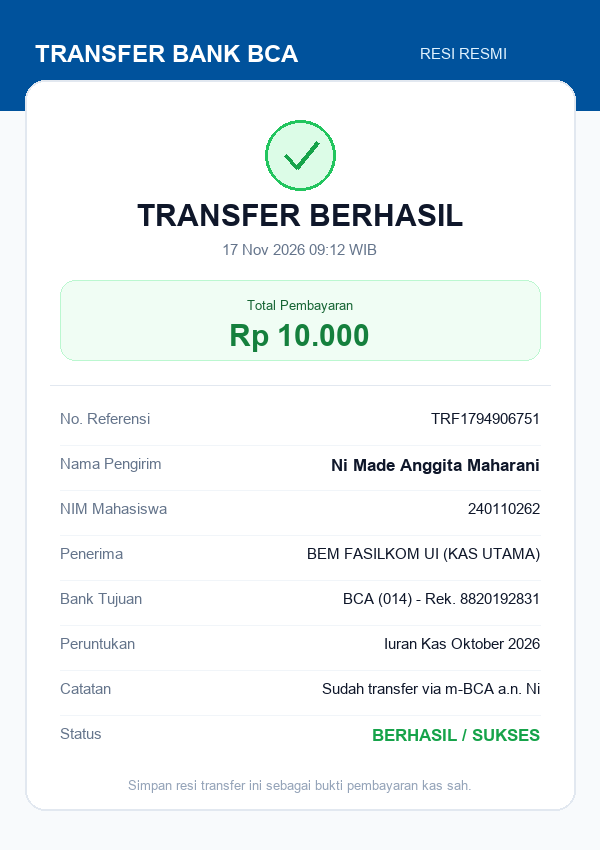 TRANSFER BANK BCA
RESI RESMI
TRANSFER BERHASIL
17 Nov 2026 09:12 WIB
Total Pembayaran
Rp 10.000
No. Referensi TRF1794906751
Nama Pengirim Ni Made Anggita Maharani
NIM Mahasiswa 240110262
Penerima BEM FASILKOM UI (KAS UTAMA)
Bank Tujuan BCA (014) - Rek. 8820192831
Peruntukan Iuran Kas Oktober 2026
Catatan Sudah transfer via m-BCA a.n. Ni
Status BERHASIL / SUKSES
Simpan resi transfer ini sebagai bukti pembayaran kas sah.